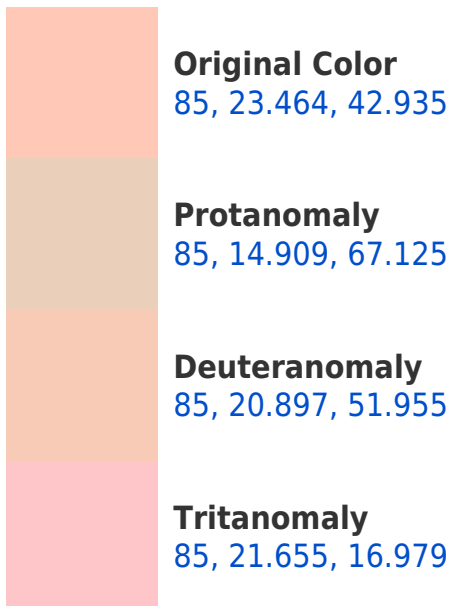 Original Color
85, 23.464, 42.935
Protanomaly
85, 14.909, 67.125
Deuteranomaly
85, 20.897, 51.955
Tritanomaly
85, 21.655, 16.979